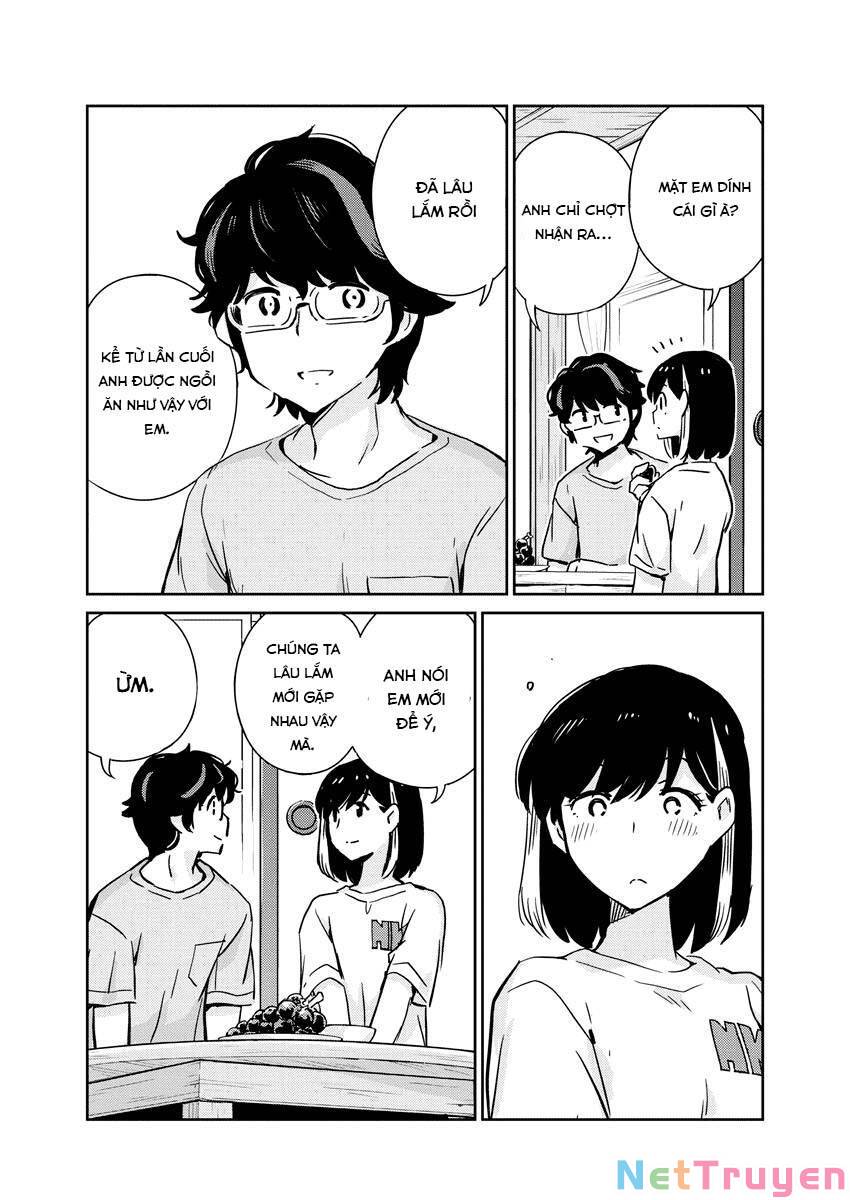 MẶT EM DÍNH
CÁI GÌ À?
ANH CHỈ CHỢT
NHẬN RA...
ĐÃ LÂU
LẮM RỒI
KỂ TỪ LẦN CUỐI
ANH ĐƯỢC NGỒI
ĂN NHƯ VẬY VỚI
EM.
NY
ANH NÓI
EM MỚI
ĐỂ Ý,
CHÚNG TA
LÂU LẮM
MỚI GẶP
NHAU VẬY
MÀ.
ỪM.
NY
NetTruyen